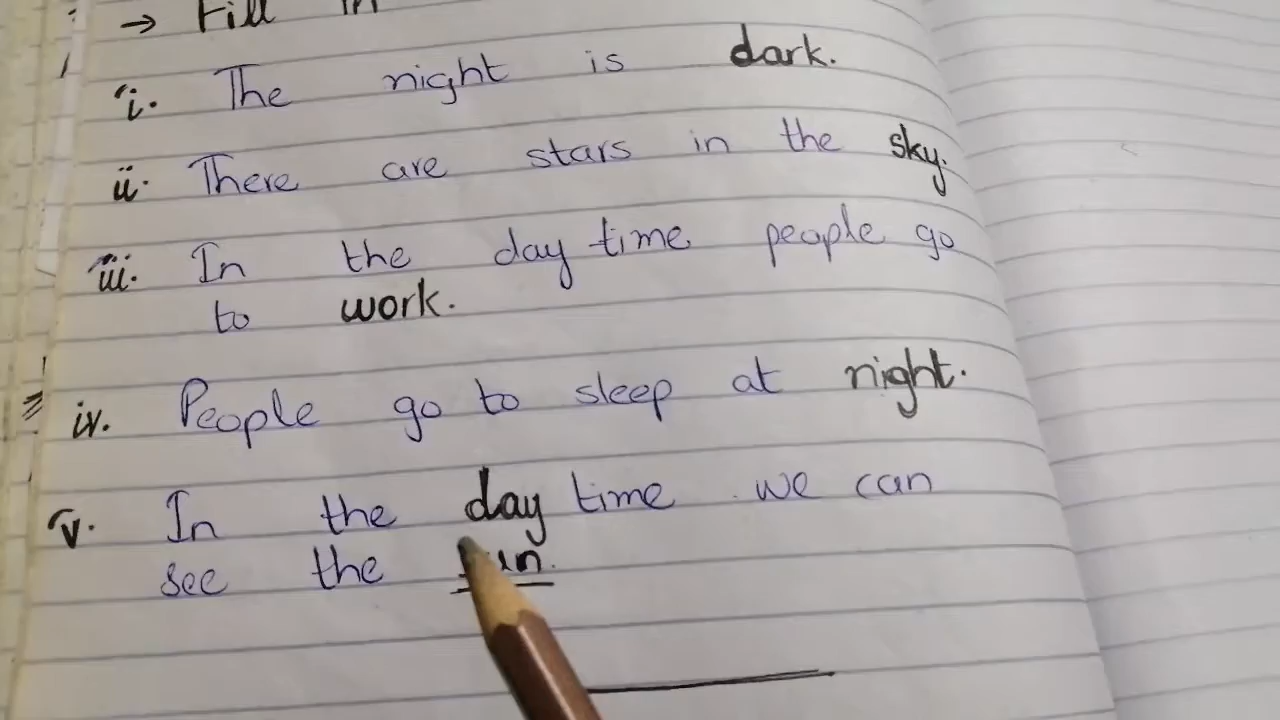 → Fill in
i. The night is dark.
ii. There are stars in the sky.
iii. In the day time people go
to work.
iv. People go to sleep at night.
v. In the day time we can
see the sun.